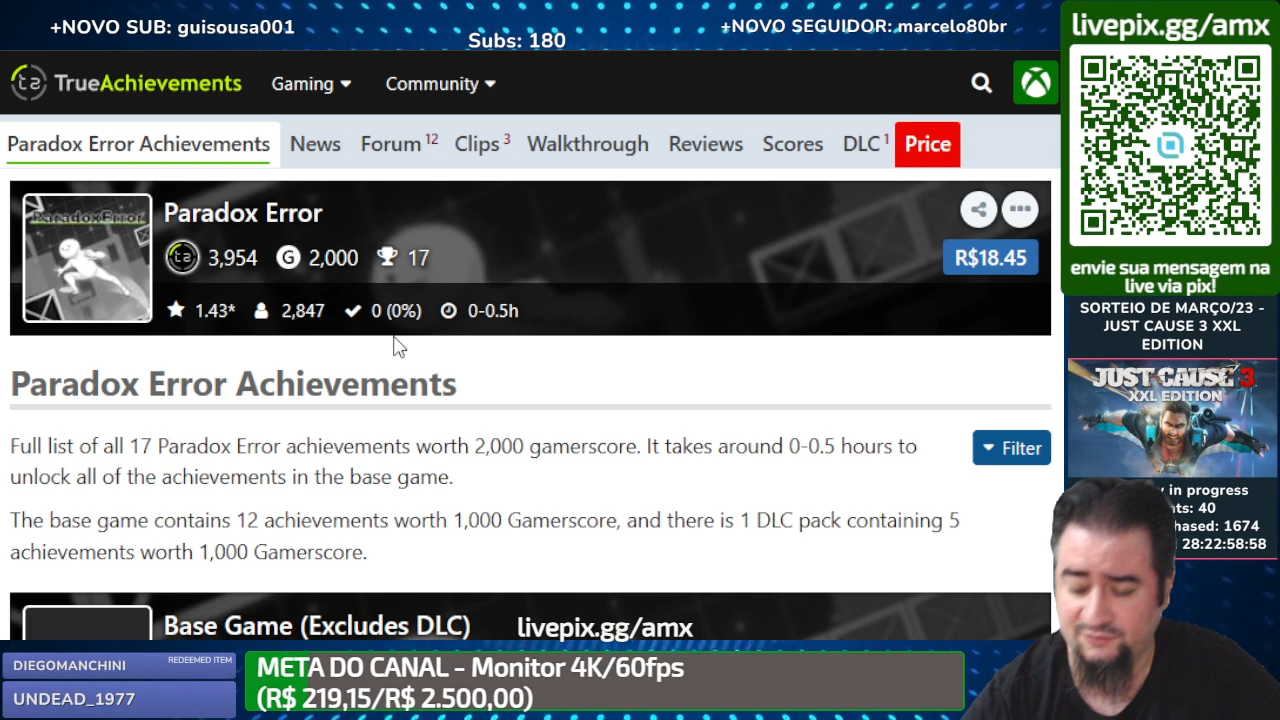 +NOVO SUB: guisousa001
Subs: 180
+NOVO SEGUIDOR: marcelo80br
livepix.gg/amx
TrueAchievements
Gaming
Community
Paradox Error Achievements
News
Forum 12
Clips 3
Walkthrough
Reviews
Scores
DLC 1
Price
ParadoxError
Paradox Error
3,954
G 2,000
17
R$18.45
1.43*
2,847
0 (0%)
0-0.5h
Paradox Error Achievements
Full list of all 17 Paradox Error achievements worth 2,000 gamerscore. It takes around 0-0.5 hours to
unlock all of the achievements in the base game.
Filter
The base game contains 12 achievements worth 1,000 Gamerscore, and there is 1 DLC pack containing 5
achievements worth 1,000 Gamerscore.
Base Game (Excludes DLC)
livepix.gg/amx
envie sua mensagem na
live via pix!
SORTEIO DE MARÇO/23 -
JUST CAUSE 3 XXL
EDITION
JUST CAUSE 3
XXL EDITION
in progress
40
1674
28:22:58:58
DIEGOMANCHINI
REDEEMED ITEM
UNDEAD_1977
META DO CANAL - Monitor 4K/60fps
(R$ 219,15/R$ 2.500,00)